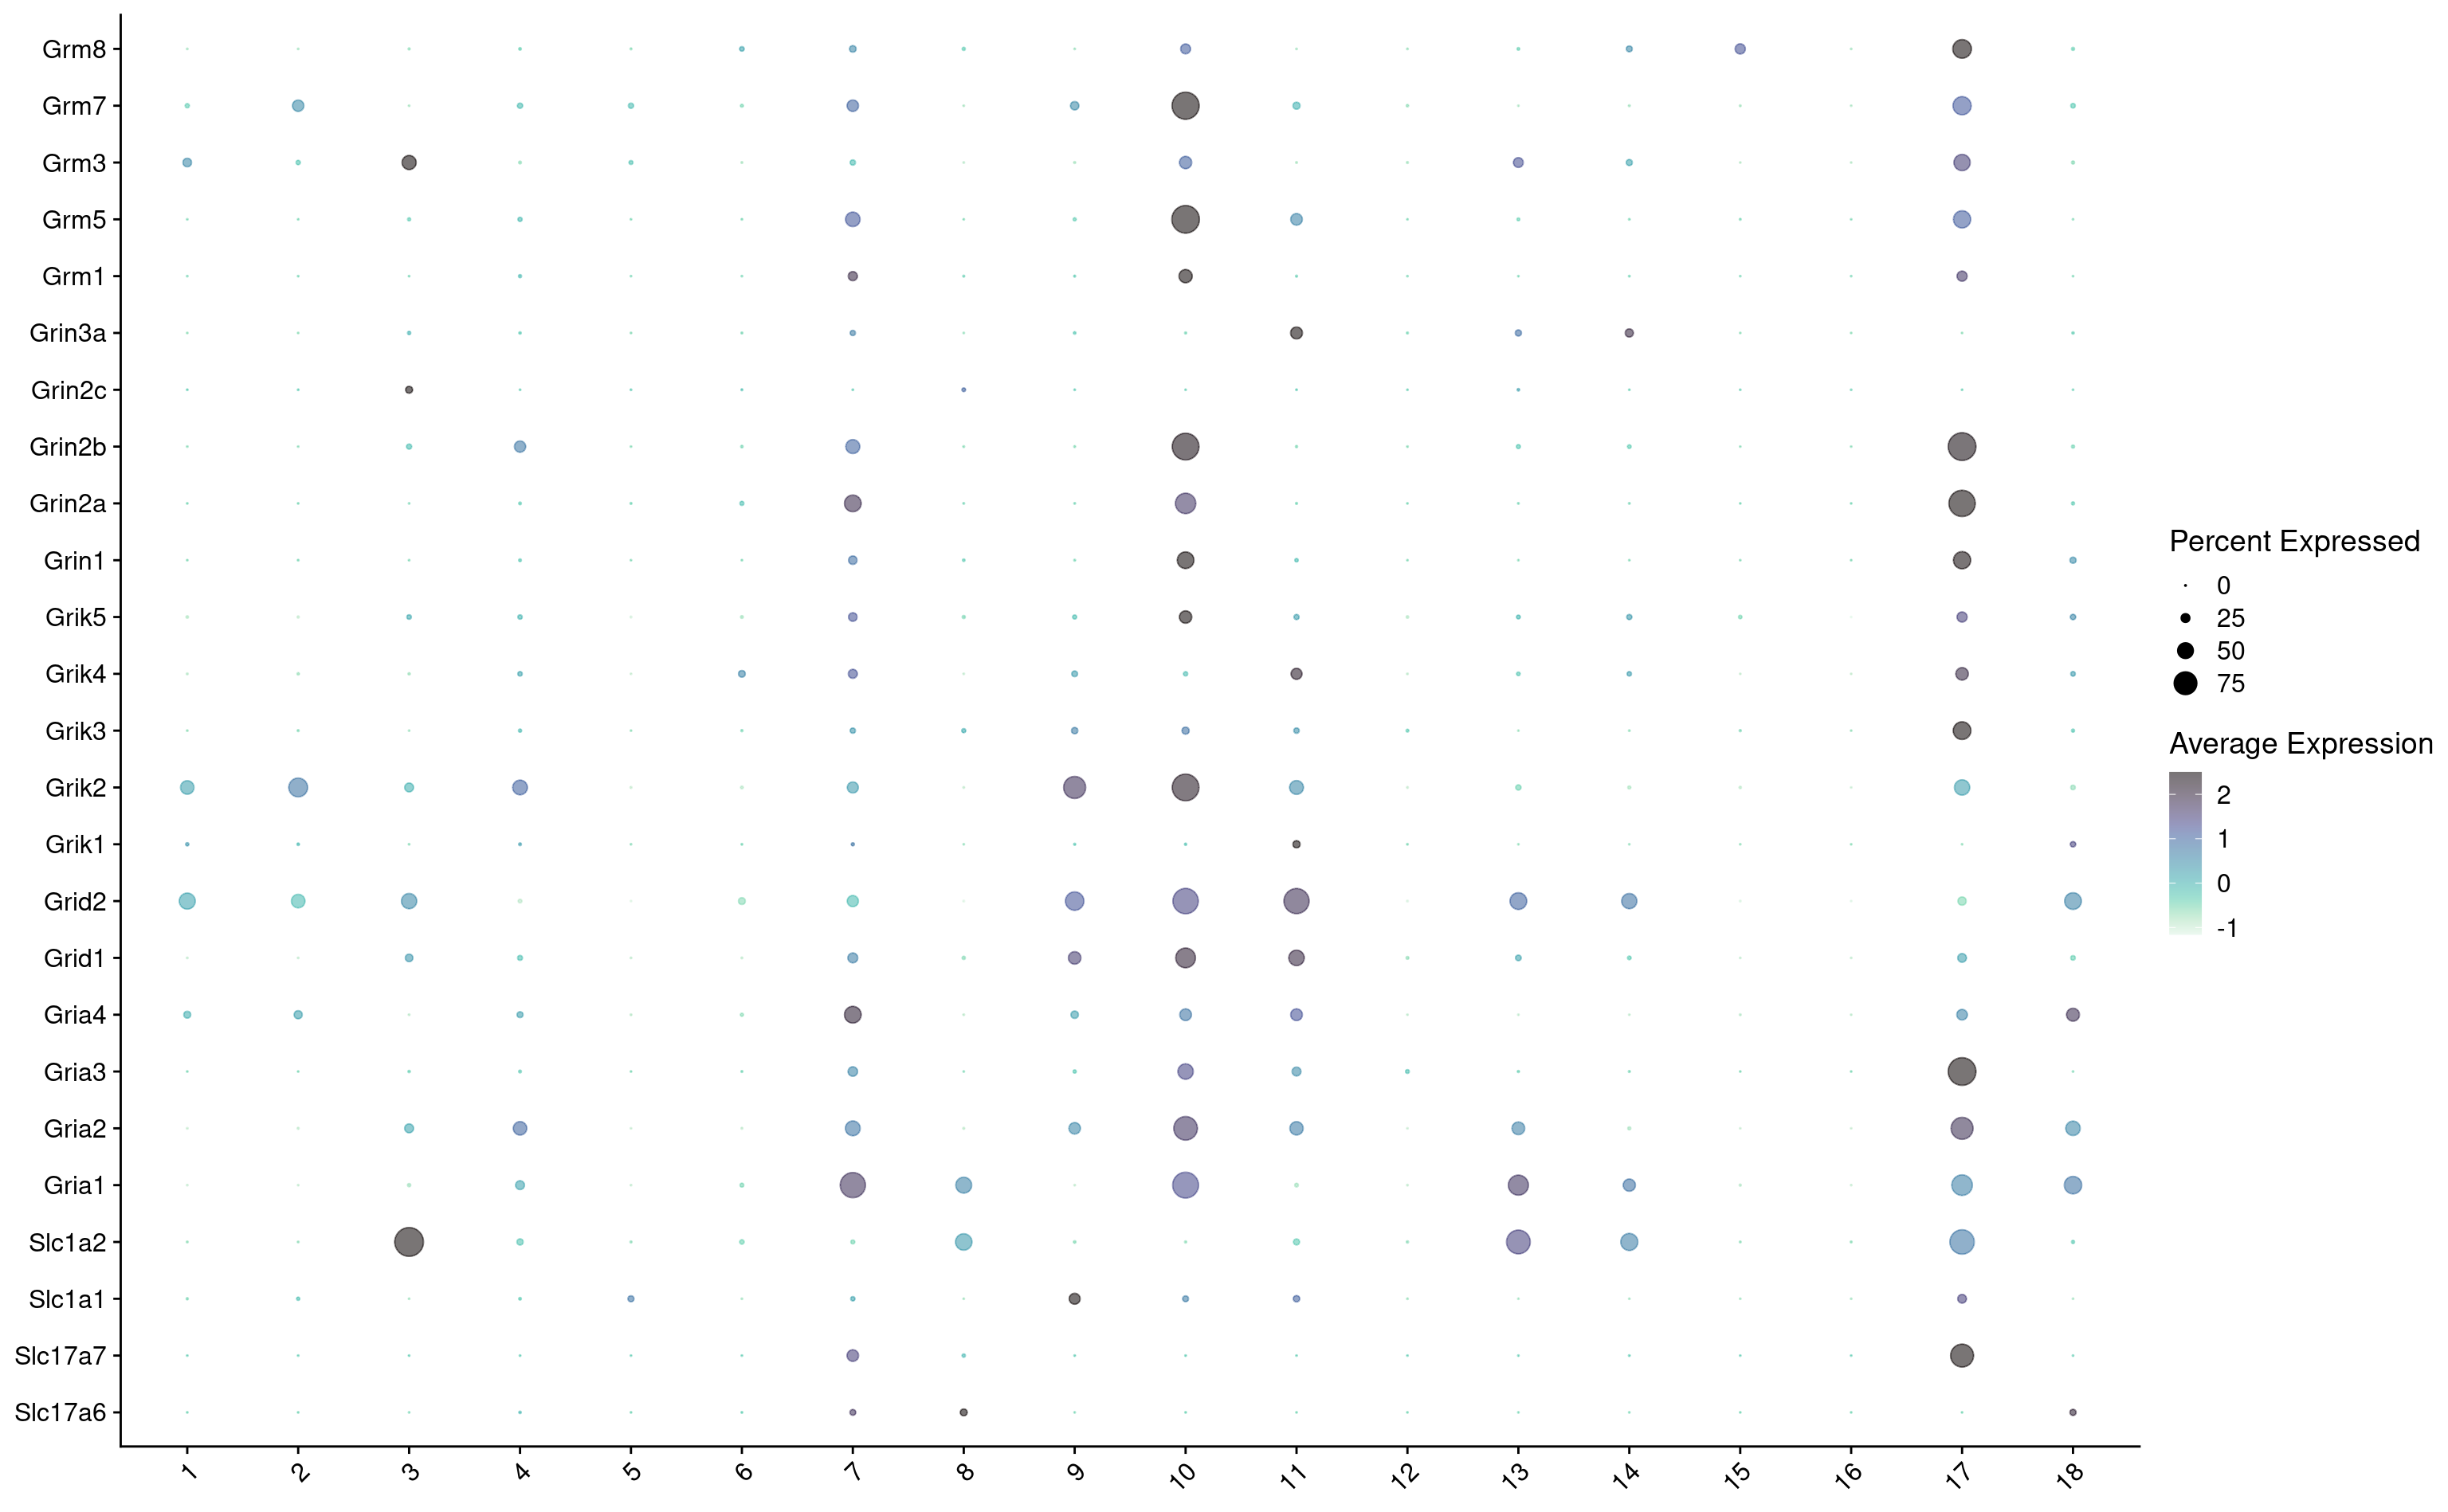 Grm8
Grm7
Grm3
Grm5
Grm1
Grin3a
Grin2c
Grin2b
Grin2a
Grin1
Grik5
Grik4
Grik3
Grik2
Grik1
Grid2
Grid1
Gria4
Gria3
Gria2
Gria1
Slc1a2
Slc1a1
Slc17a7
Slc17a6
1 2 3 4 5 6 7 8 9 10 11 12 13 14 15 16 17 18
Percent Expressed
0
25
50
75
Average Expression
2
1
0
-1